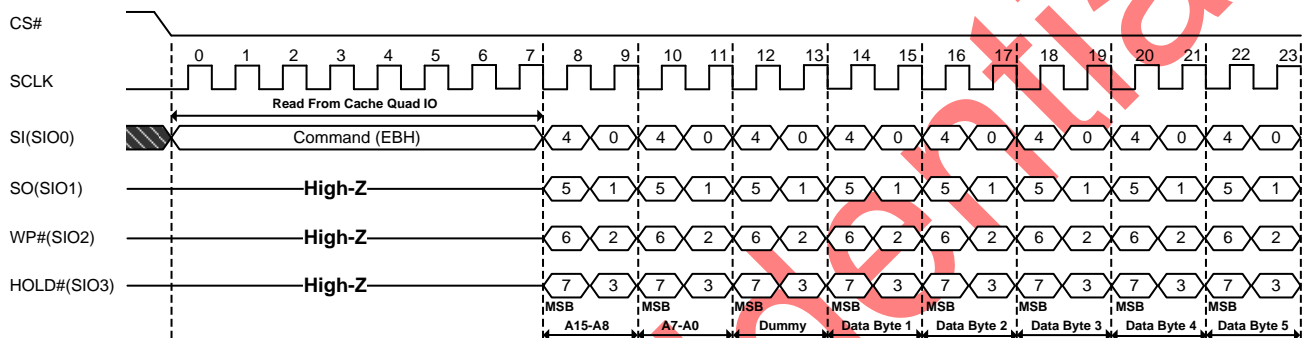 CS#
0 1 2 3 4 5 6 7 8 9 10 11 12 13 14 15 16 17 18 19 20 21 22 23
SCLK
Read From Cache Quad IO
SI(SIO0) Command (EBH) 4 0 4 0 4 0 4 0 4 0 4 0 4 0 4 0
SO(SIO1) High-Z 5 1 5 1 5 1 5 1 5 1 5 1 5 1 5 1
WP#(SIO2) High-Z 6 2 6 2 6 2 6 2 6 2 6 2 6 2 6 2
HOLD#(SIO3) High-Z 7 3 7 3 7 3 7 3 7 3 7 3 7 3 7 3
MSB MSB MSB MSB MSB MSB MSB MSB
A15-A8 A7-A0 Dummy Data Byte 1 Data Byte 2 Data Byte 3 Data Byte 4 Data Byte 5